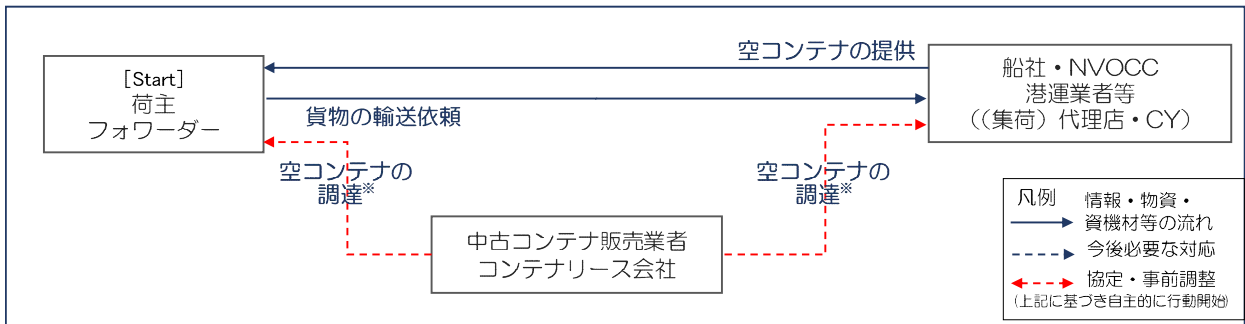 [Start]
荷主
フォワーダー
空コンテナの提供
貨物の輸送依頼
船社・NVOCC
港運業者等
((集荷）代理店・CY)
空コンテナの
調達※
空コンテナの
調達※
中古コンテナ販売業者
コンテナリース会社
凡例
情報・物資・
資機材等の流れ
今後必要な対応
協定・事前調整
(上記に基づき自主的に行動開始)